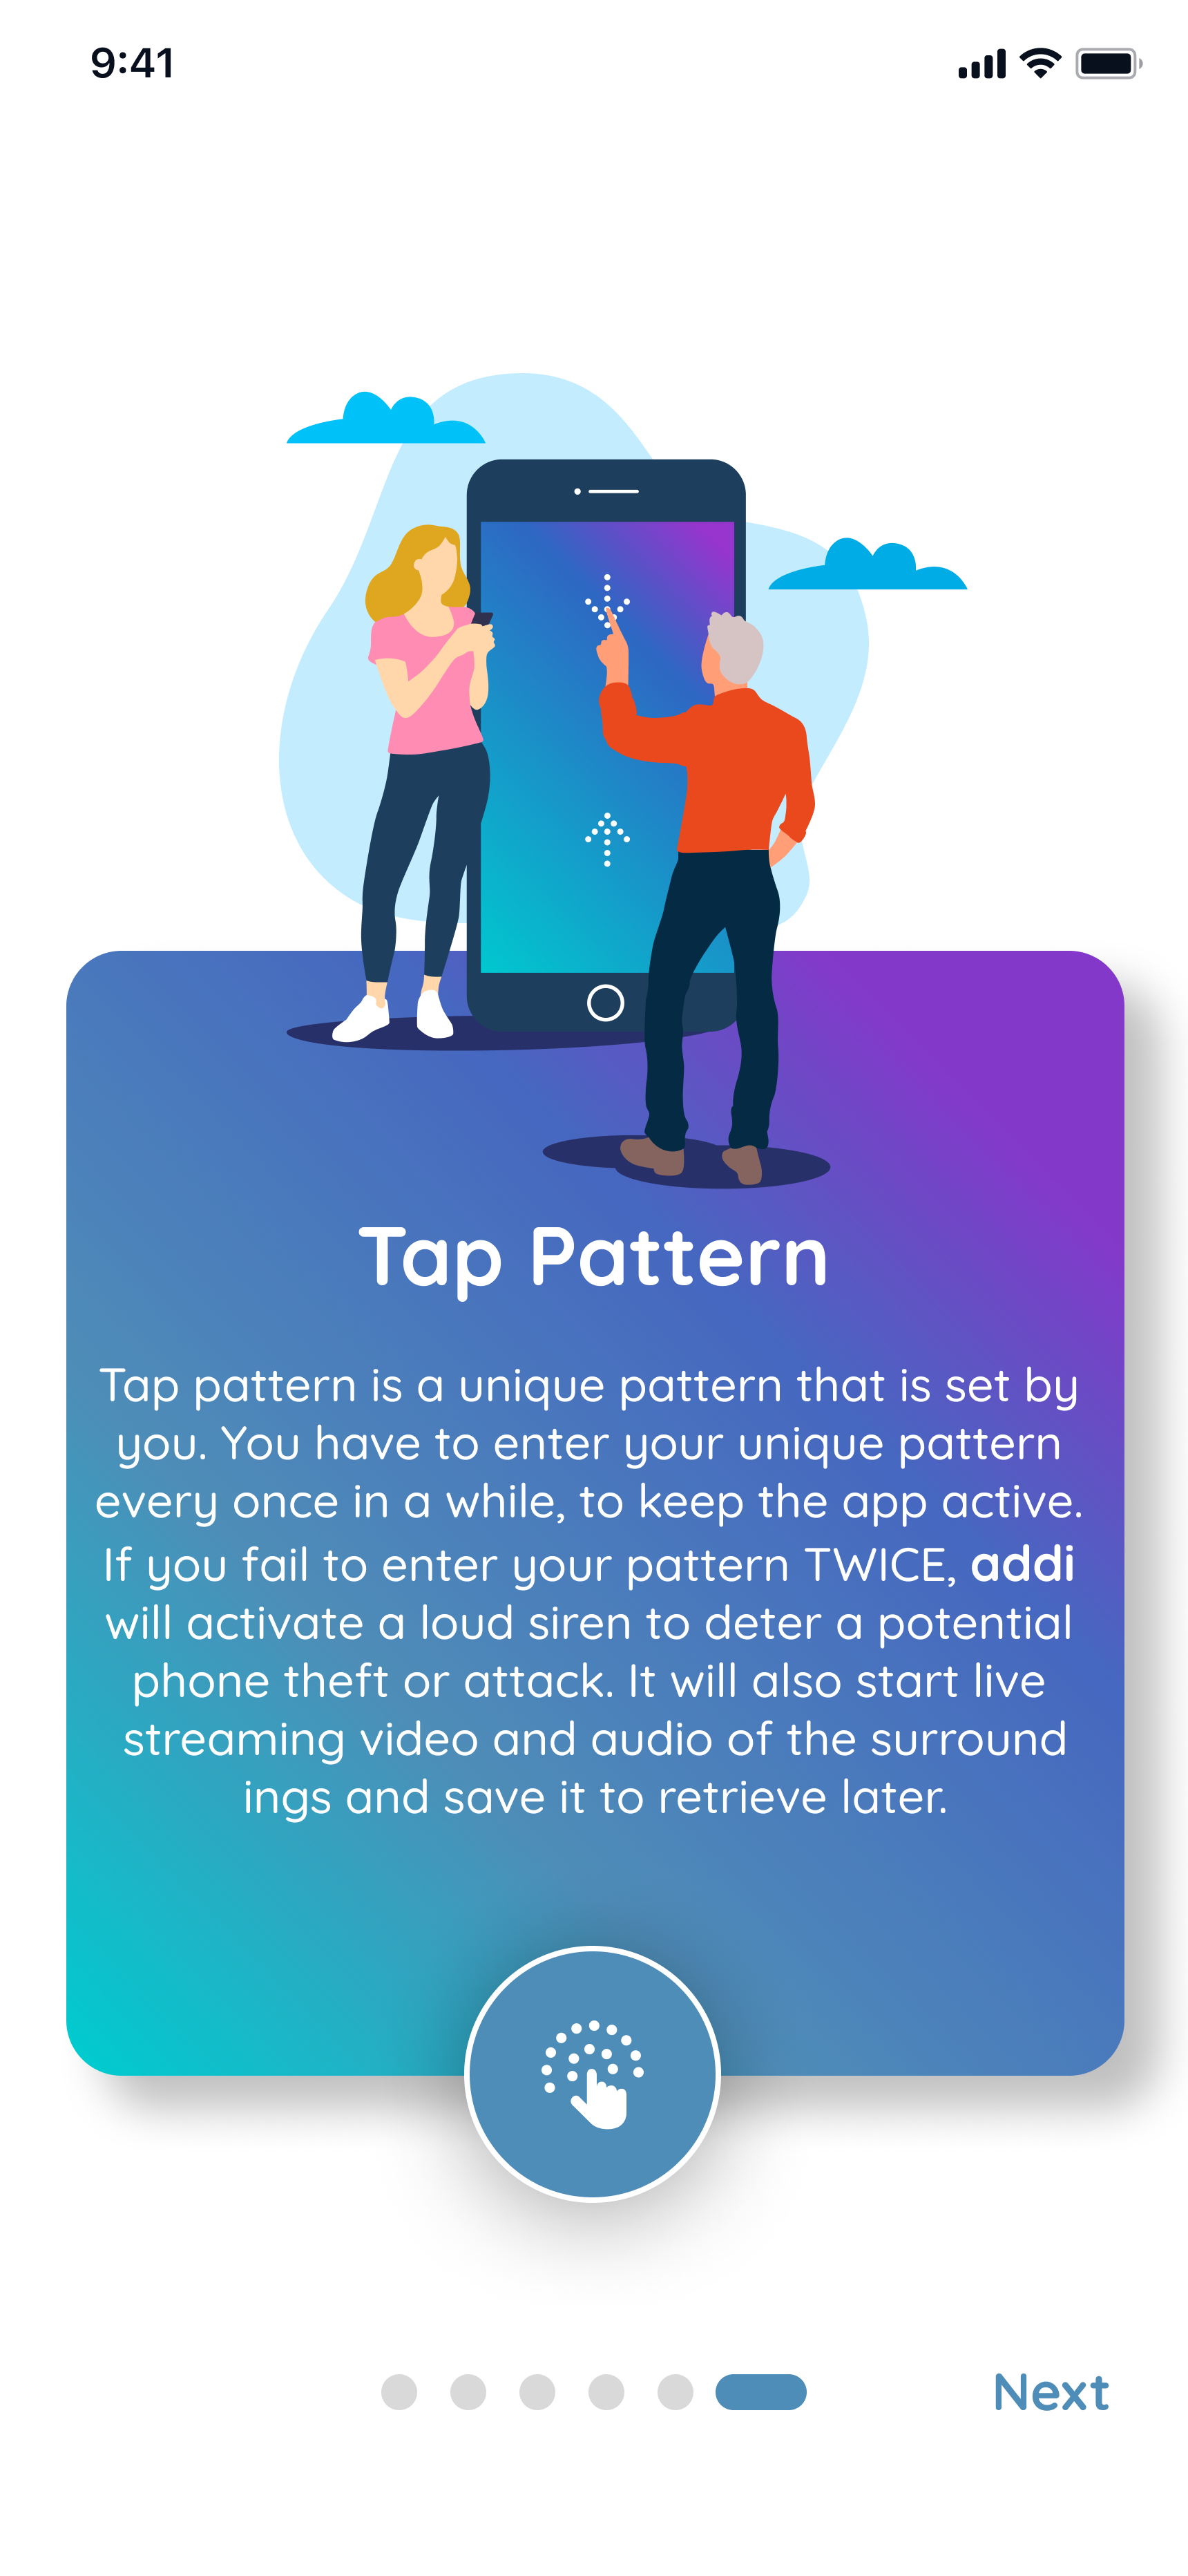 9:41
Tap Pattern
Tap pattern is a unique pattern that is set by
you. You have to enter your unique pattern
every once in a while, to keep the app active.
If you fail to enter your pattern TWICE, addi
will activate a loud siren to deter a potential
phone theft or attack. It will also start live
streaming video and audio of the surround
ings and save it to retrieve later.
Next